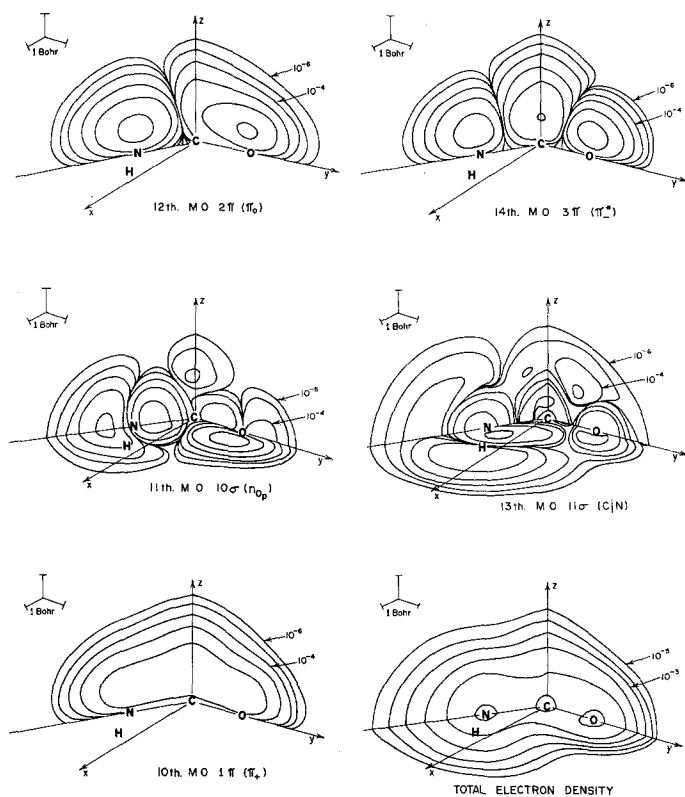 z
1 Bohr
10⁻⁶
10⁻⁴
N
C
O
H
x
y
12th. MO 2π (π₀)
z
1 Bohr
10⁻⁶
10⁻⁴
N
C
O
H
x
y
14th. MO 3π (π₋*)
z
1 Bohr
10⁻⁶
10⁻⁴
N
C
O
H
x
y
11th. MO 10σ (n₀ₚ)
z
1 Bohr
10⁻⁶
10⁻⁴
N
C
O
H
x
y
13th. MO 11σ (C|N)
z
1 Bohr
10⁻⁶
10⁻⁴
N
C
O
H
x
y
10th. MO 1π (π₊)
z
1 Bohr
10⁻⁵
10⁻³
N
C
O
H
x
y
TOTAL ELECTRON DENSITY